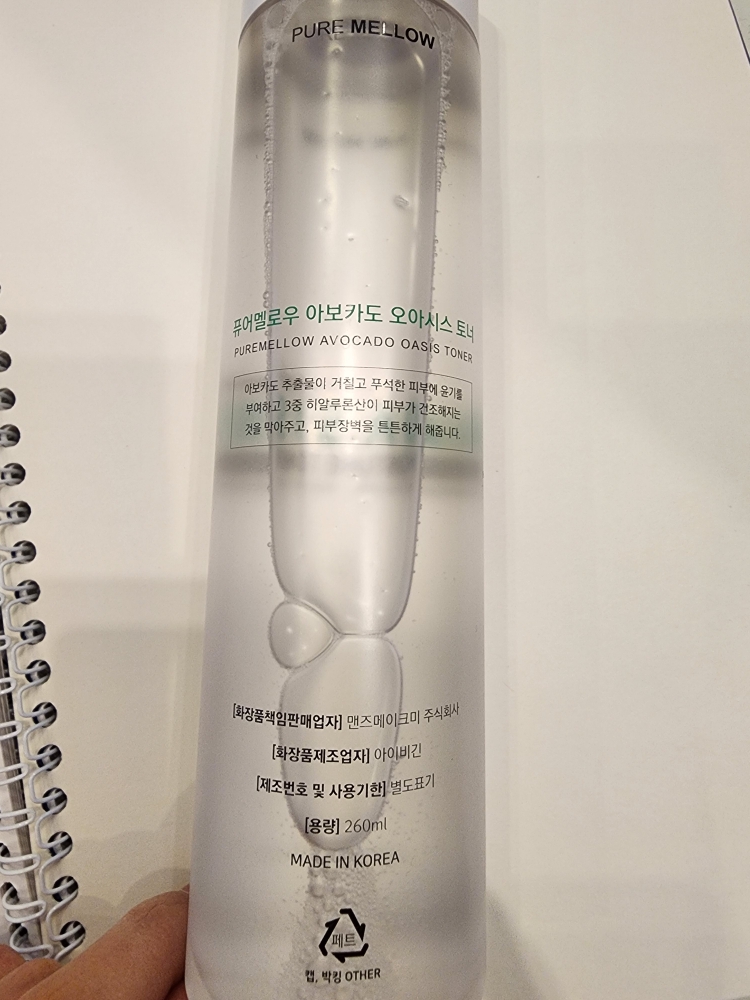 PURE MELLOW
퓨어멜로우 아보카도 오아시스 토너
PUREMELLOW AVOCADO OASIS TONER
아보카도 추출물이 거칠고 푸석한 피부에 윤기를
부여하고 3중 히알루론산이 피부가 건조해지는
것을 막아주고, 피부장벽을 튼튼하게 해줍니다.
[화장품책임판매업자] 맨즈메이크미 주식회사
[화장품제조업자] 아이비긴
[제조번호 및 사용기한] 별도표기
[용량] 260ml
MADE IN KOREA
페트
캡, 박킹 OTHER